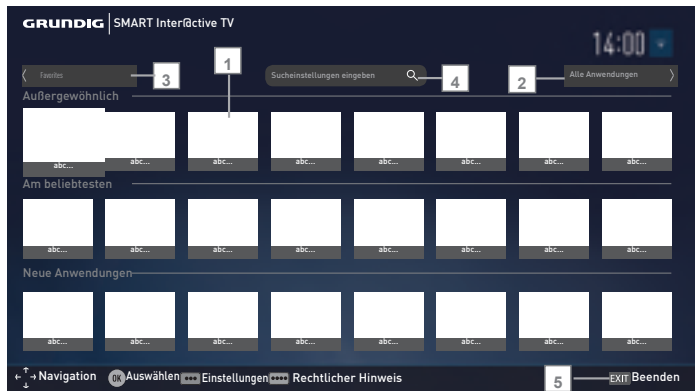 GRUNDIG SMART Inter@ctive TV
14:00
1
Favorites
3
Sucheinstellungen eingeben
4
2
Alle Anwendungen
Außergewöhnlich
abc... abc... abc... abc... abc... abc... abc... abc...
Am beliebtesten
abc... abc... abc... abc... abc... abc... abc... abc...
Neue Anwendungen
abc... abc... abc... abc... abc... abc... abc... abc...
Navigation OK Auswählen Einstellungen Rechtlicher Hinweis
5
EXIT Beenden